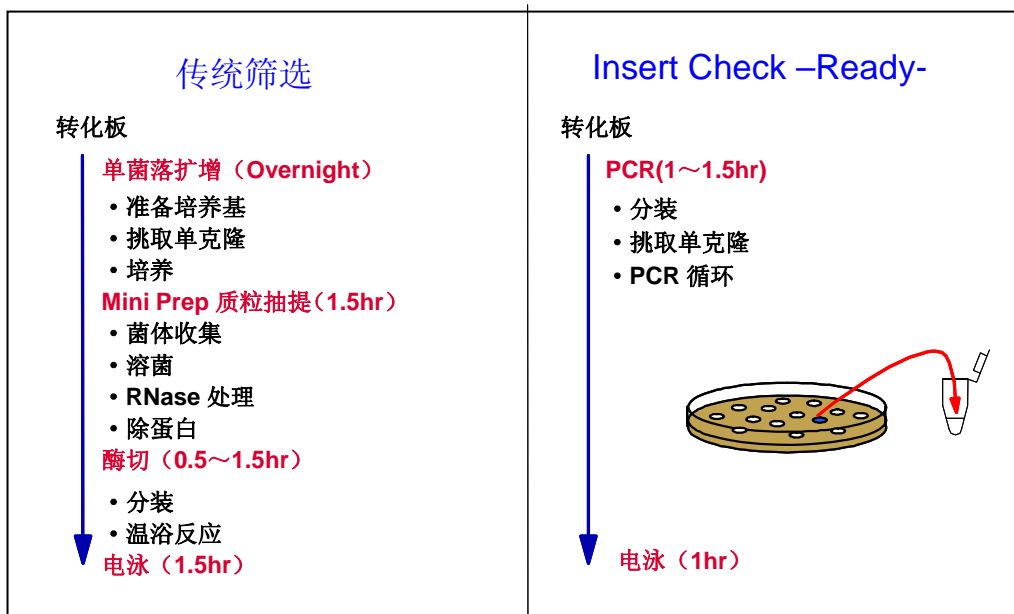 传统筛选
转化板
单菌落扩增（Overnight）
• 准备培养基
• 挑取单克隆
• 培养
Mini Prep 质粒抽提（1.5hr）
• 菌体收集
• 溶菌
• RNase 处理
• 除蛋白
酶切（0.5～1.5hr）
• 分装
• 温浴反应
电泳（1.5hr）
Insert Check –Ready-
转化板
PCR(1～1.5hr)
• 分装
• 挑取单克隆
• PCR 循环
电泳（1hr）